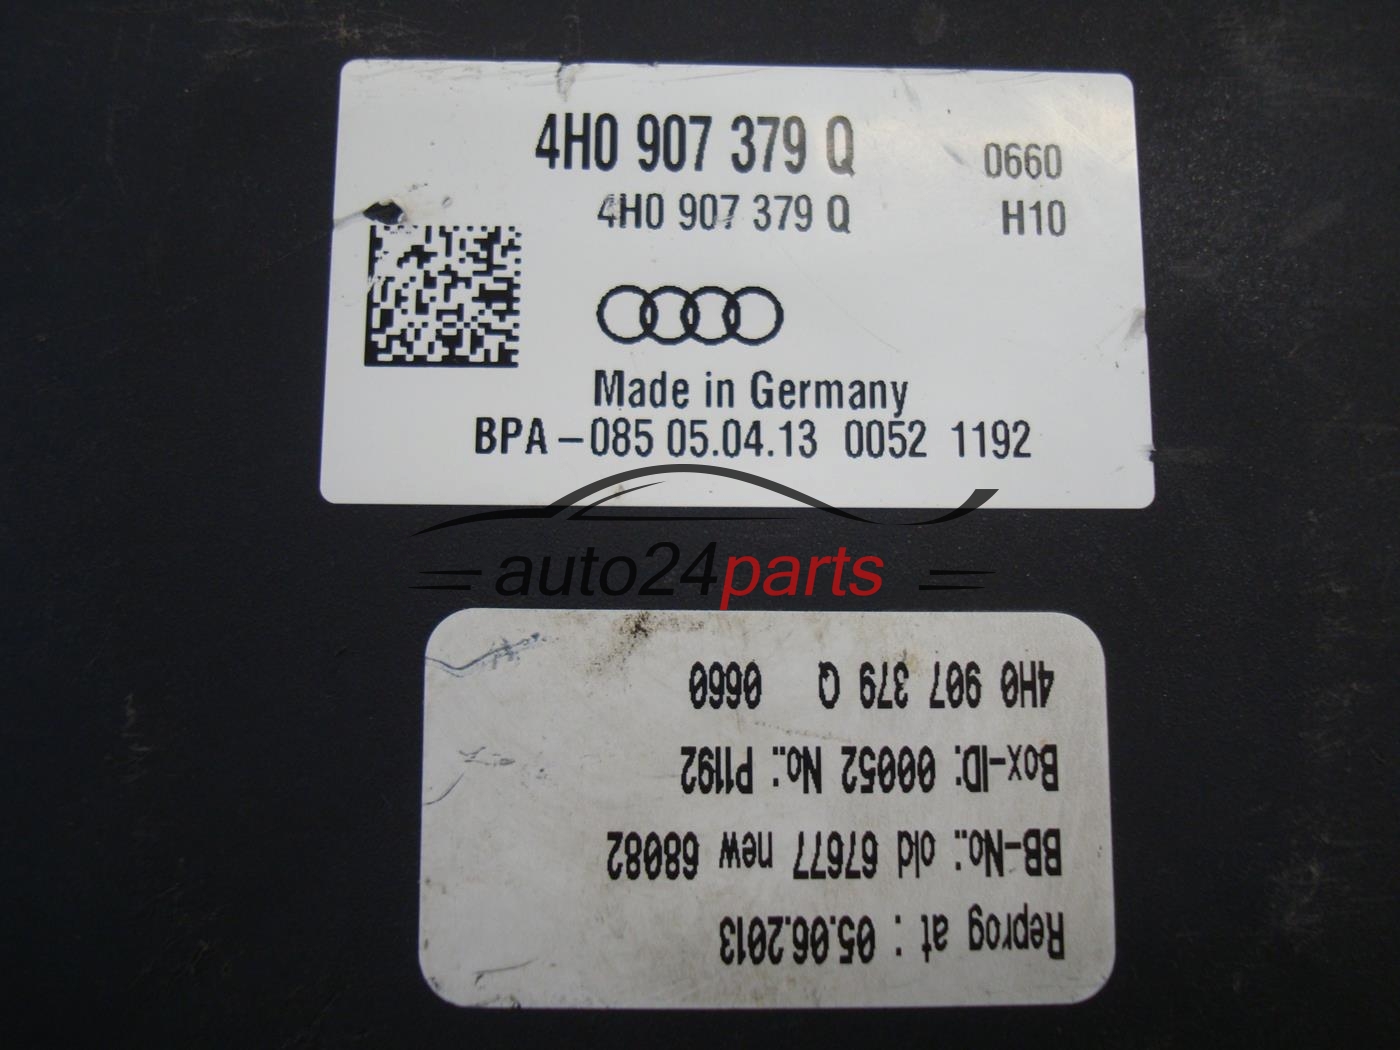 4H0 907 379 Q 0660
4H0 907 379 Q H10
Made in Germany
BPA-085 05.04.13 0052 1192
auto24parts
Reprog at : 05.06.2013
BB-No.: old 67677 new 68082
Box-ID: 00052 No.: P1192
4H0 907 379 Q 0660